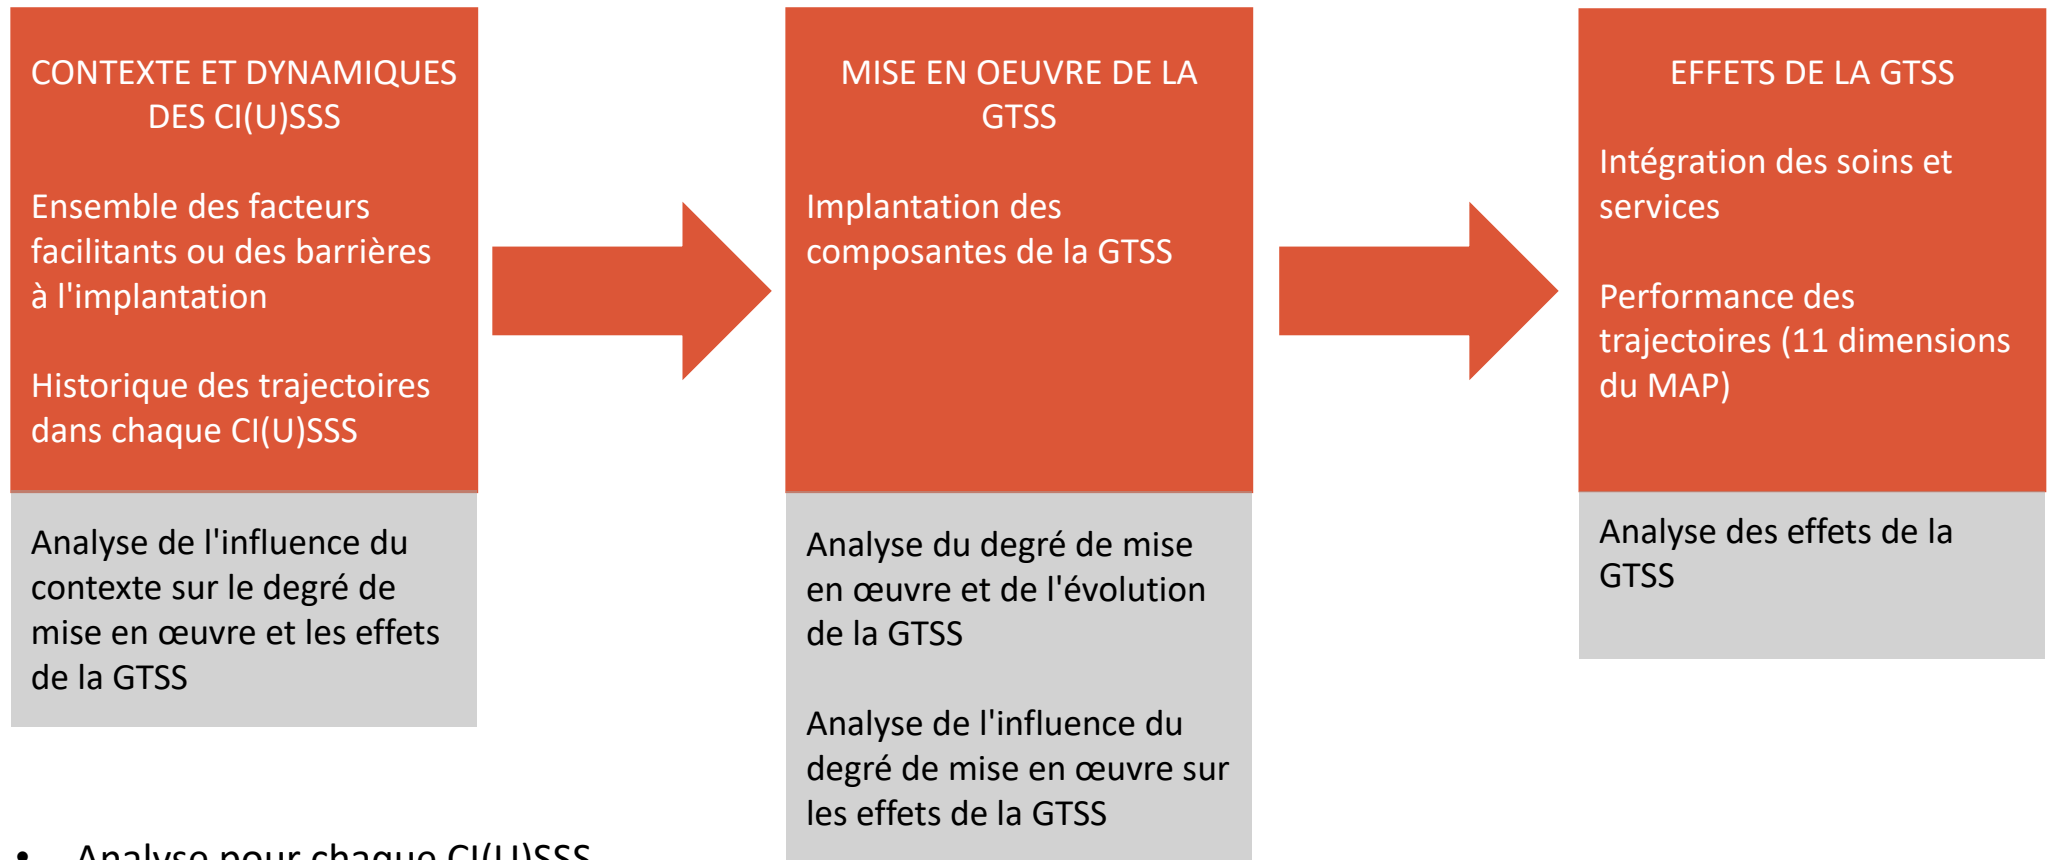 CONTEXTE ET DYNAMIQUES
DES CI(U)SSS
Ensemble des facteurs
facilitants ou des barrières
à l'implantation
Historique des trajectoires
dans chaque CI(U)SSS
Analyse de l'influence du
contexte sur le degré de
mise en œuvre et les effets
de la GTSS
MISE EN OEUVRE DE LA
GTSS
Implantation des
composantes de la GTSS
Analyse du degré de mise
en œuvre et de l'évolution
de la GTSS
Analyse de l'influence du
degré de mise en œuvre sur
les effets de la GTSS
EFFETS DE LA GTSS
Intégration des soins et
services
Performance des
trajectoires (11 dimensions
du MAP)
Analyse des effets de la
GTSS
• Analyse pour chaque CI(U)SSS